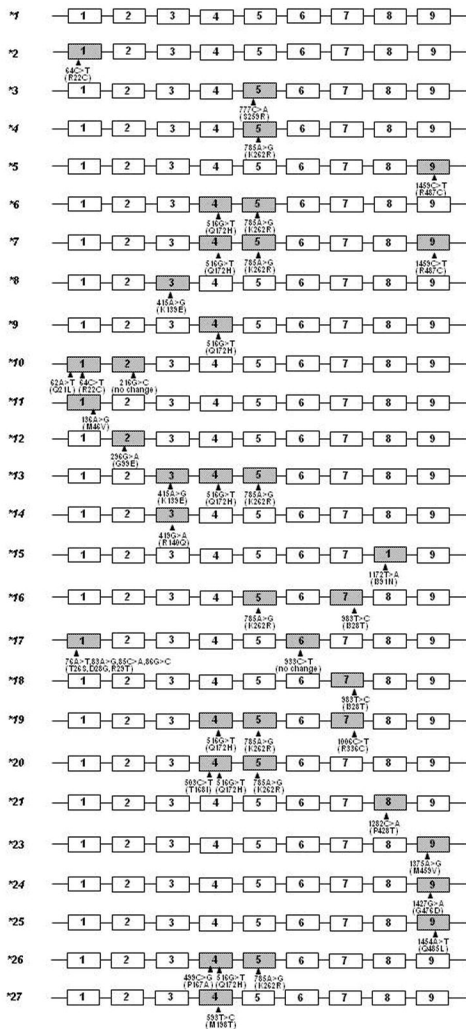 *1 1 2 3 4 5 6 7 8 9
*2 1 2 3 4 5 6 7 8 9
64C>T
(R22C)
*3 1 2 3 4 5 6 7 8 9
777C>A
(S259R)
*4 1 2 3 4 5 6 7 8 9
785A>G
(K262R)
*5 1 2 3 4 5 6 7 8 9
1459C>T
(R487C)
*6 1 2 3 4 5 6 7 8 9
516G>T 785A>G
(Q172H) (K262R)
*7 1 2 3 4 5 6 7 8 9
516G>T 785A>G 1459C>T
(Q172H) (K262R) (R487C)
*8 1 2 3 4 5 6 7 8 9
415A>G
(K139E)
*9 1 2 3 4 5 6 7 8 9
516G>T
(Q172H)
*10 1 2 3 4 5 6 7 8 9
62A>T 64C>T 216G>C
(Q21L) (R22C) (no change)
*11 1 2 3 4 5 6 7 8 9
136A>G
(M46V)
*12 1 2 3 4 5 6 7 8 9
296G>A
(G99E)
*13 1 2 3 4 5 6 7 8 9
415A>G 516G>T 785A>G
(K139E) (Q172H) (K262R)
*14 1 2 3 4 5 6 7 8 9
419G>A
(R140Q)
*15 1 2 3 4 5 6 7 1 9
1172T>A
(B91N)
*16 1 2 3 4 5 6 7 8 9
785A>G 983T>C
(K262R) (B28T)
*17 1 2 3 4 5 6 7 8 9
76A>T,83A>G,85C>A,86G>C 933C>T
(T26S,D28G,R29T) (no change)
*18 1 2 3 4 5 6 7 8 9
983T>C
(B28T)
*19 1 2 3 4 5 6 7 8 9
516G>T 785A>G 1006C>T
(Q172H) (K262R) (R336C)
*20 1 2 3 4 5 6 7 8 9
503C>T 516G>T 785A>G
(T168I) (Q172H) (K262R)
*21 1 2 3 4 5 6 7 8 9
1282C>A
(P428T)
*23 1 2 3 4 5 6 7 8 9
1375A>G
(M459V)
*24 1 2 3 4 5 6 7 8 9
1427G>A
(G476D)
*25 1 2 3 4 5 6 7 8 9
1454A>T
(Q485L)
*26 1 2 3 4 5 6 7 8 9
499C>G 516G>T 785A>G
(P167A) (Q172H) (K262R)
*27 1 2 3 4 5 6 7 8 9
593T>C
(M198T)